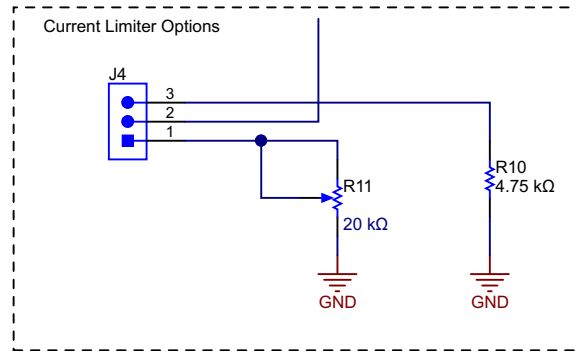 Current Limiter Options
J4
3
2
1
R10
4.75 kΩ
R11
20 kΩ
GND
GND